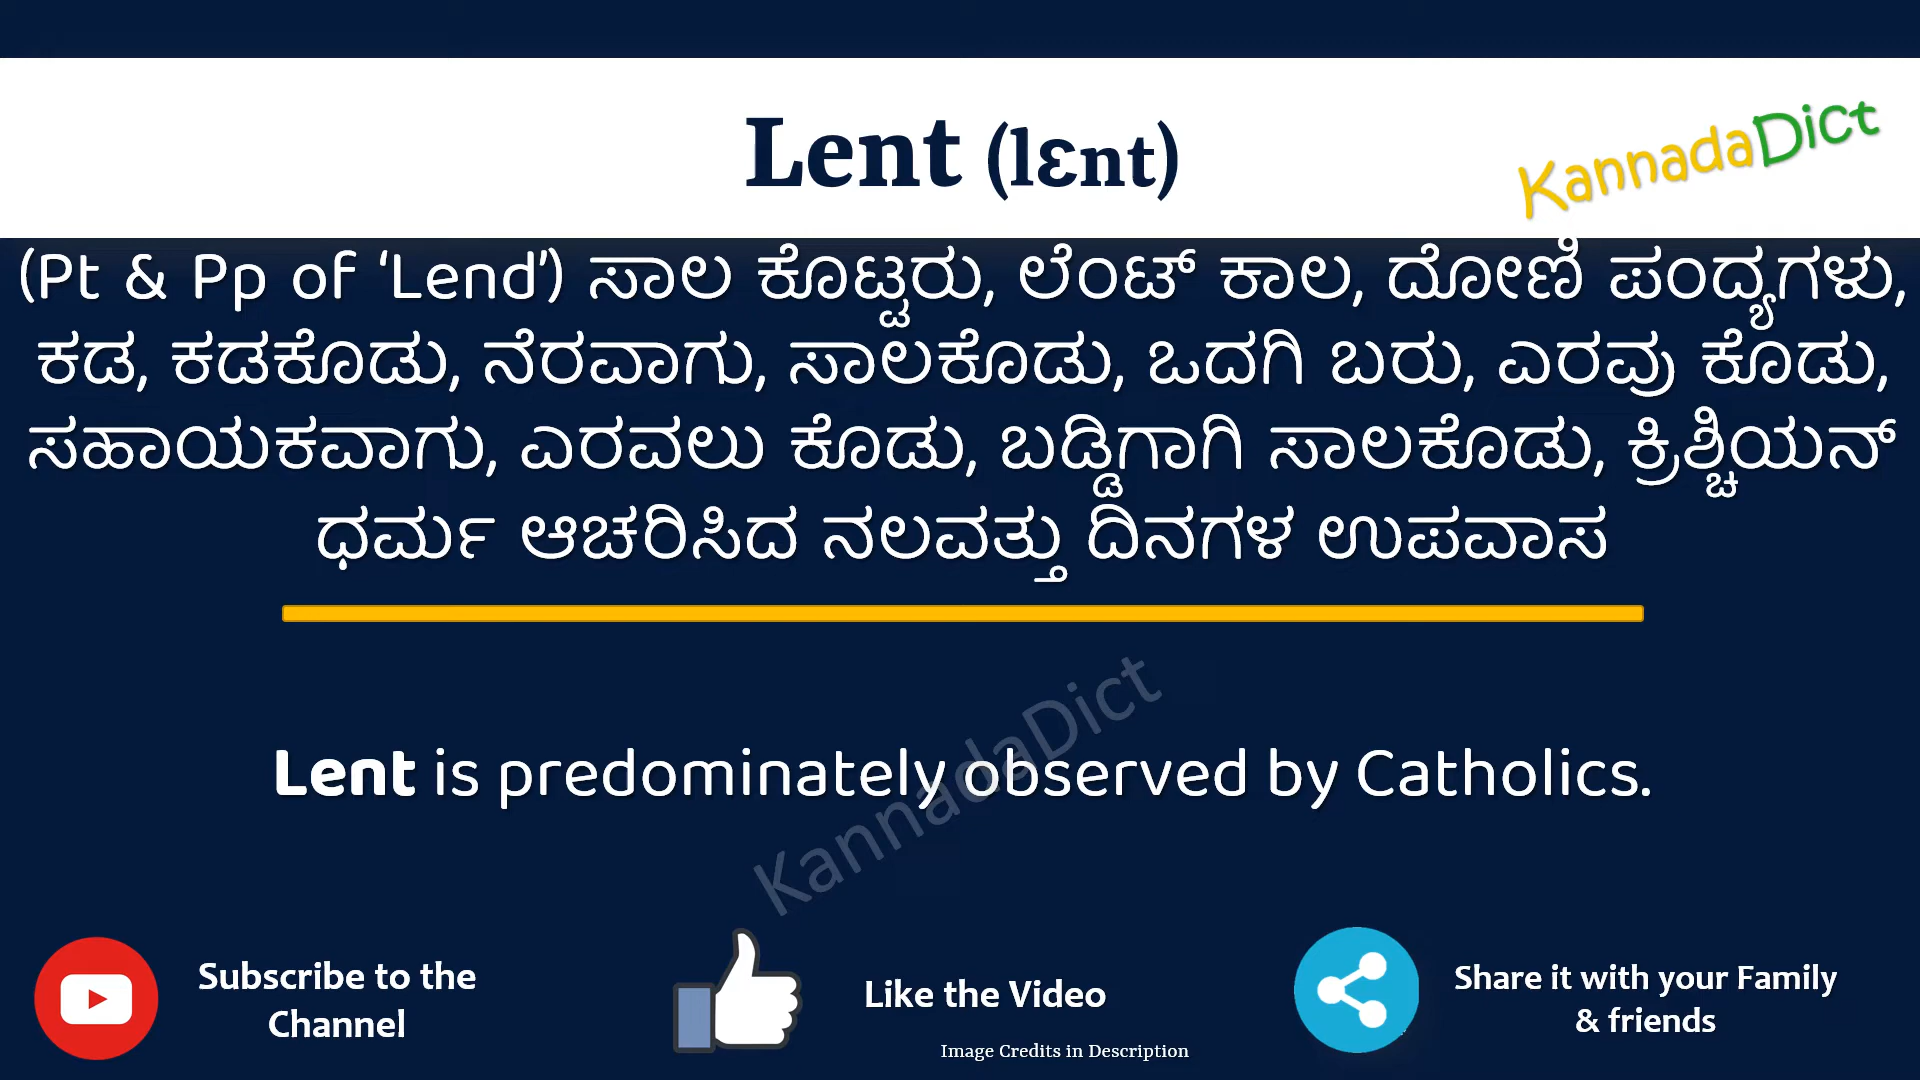 Lent (lɛnt)
KannadaDict
(Pt & Pp of ‘Lend’) ಸಾಲ ಕೊಟ್ಟರು, ಲೆಂಟ್ ಕಾಲ, ದೋಣಿ ಪಂದ್ಯಗಳು,
ಕಡ, ಕಡಕೊಡು, ನೆರವಾಗು, ಸಾಲಕೊಡು, ಒದಗಿ ಬರು, ಎರವು ಕೊಡು,
ಸಹಾಯಕವಾಗು, ಎರವಲು ಕೊಡು, ಬಡ್ಡಿಗಾಗಿ ಸಾಲಕೊಡು, ಕ್ರಿಶ್ಚಿಯನ್
ಧರ್ಮ ಆಚರಿಸಿದ ನಲವತ್ತು ದಿನಗಳ ಉಪವಾಸ
Lent is predominately observed by Catholics.
KannadaDict
Subscribe to the
Channel
Like the Video
Share it with your Family
& friends
Image Credits in Description